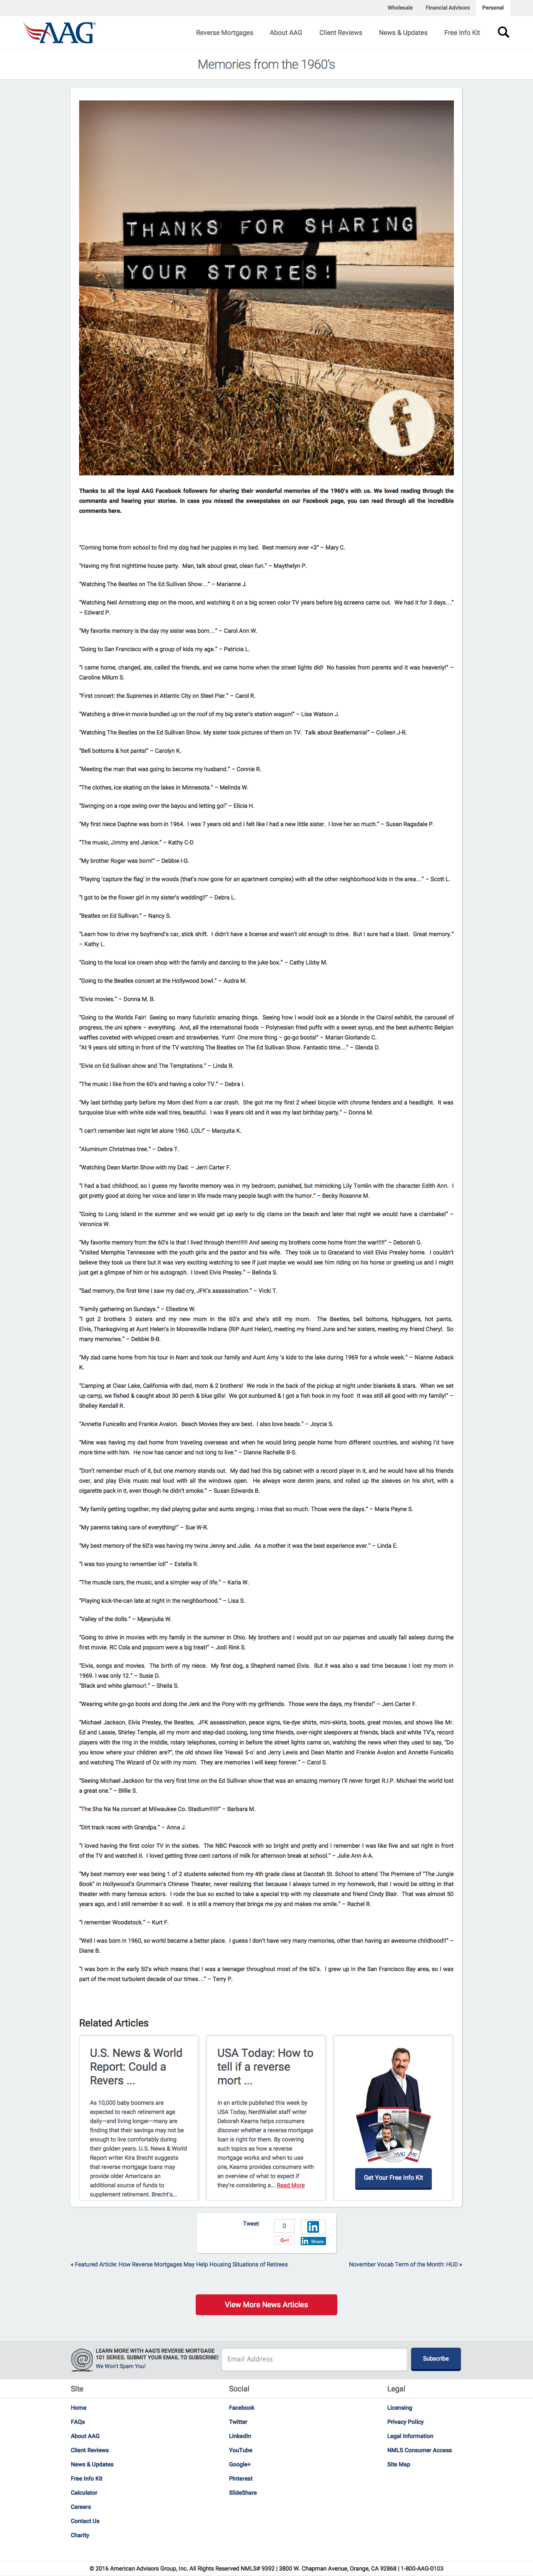 Wholesale Financial Advisors Personal
AAG
Reverse Mortgages About AAG Client Reviews News & Updates Free Info Kit
Memories from the 1960's
THANKS FOR SHARING
YOUR STORIES!
f
Thanks to all the loyal AAG Facebook followers for sharing their wonderful memories of the 1960's with us. We loved reading through the
comments and hearing your stories. In case you missed the sweepstakes on our Facebook page, you can read through all the incredible
comments here.
“Coming home from school to find my dog had her puppies in my bed. Best memory ever <3” – Mary C.
“Having my first nighttime house party. Man, talk about great, clean fun.” – Maythelyn P.
“Watching The Beatles on The Ed Sullivan Show…” – Marianne J.
“Watching Neil Armstrong step on the moon, and watching it on a big screen color TV years before big screens came out. We had it for 3 days…”
– Edward P.
“My favorite memory is the day my sister was born…” – Carol Ann W.
“Going to San Francisco with a group of kids my age.” – Patricia L.
“I came home, changed, ate, called the friends, and we came home when the street lights did! No hassles from parents and it was heavenly!” –
Caroline Milum S.
“First concert: the Supremes in Atlantic City on Steel Pier.” – Carol R.
“Watching a drive-in movie bundled up on the roof of my big sister's station wagon!” – Lisa Watson J.
“Watching The Beatles on the Ed Sullivan Show. My sister took pictures of them on TV. Talk about Beatlemania!” – Colleen J-R.
“Bell bottoms & hot pants!” – Carolyn K.
“Meeting the man that was going to become my husband.” – Connie R.
“The clothes, ice skating on the lakes in Minnesota.” – Melinda W.
“Swinging on a rope swing over the bayou and letting go!” – Elicia H.
“My first niece Daphne was born in 1964. I was 7 years old and I felt like I had a new little sister. I love her so much.” – Susan Ragsdale P.
“The music, Jimmy and Janice.” – Kathy C-D
“My brother Roger was born!” – Debbie I-G.
“Playing ‘capture the flag’ in the woods (that's now gone for an apartment complex) with all the other neighborhood kids in the area…” – Scott L.
“I got to be the flower girl in my sister's wedding!!” – Debra L.
“Beatles on Ed Sullivan.” – Nancy S.
“Learn how to drive my boyfriend's car, stick shift. I didn't have a license and wasn't old enough to drive. But I sure had a blast. Great memory.”
– Kathy L.
“Going to the local ice cream shop with the family and dancing to the juke box.” – Cathy Libby M.
“Going to the Beatles concert at the Hollywood bowl.” – Audra M.
“Elvis movies.” – Donna M. B.
“Going to the Worlds Fair! Seeing so many futuristic amazing things. Seeing how I would look as a blonde in the Clairol exhibit, the carousel of
progress, the uni sphere – everything. And, all the international foods – Polynesian fried puffs with a sweet syrup, and the best authentic Belgian
waffles coveted with whipped cream and strawberries. Yum! One more thing – go-go boots!” – Marian Giorlando C.
“At 9 years old sitting in front of the TV watching The Beatles on The Ed Sullivan Show. Fantastic time…” – Glenda D.
“Elvis on Ed Sullivan show and The Temptations.” – Linda R.
“The music I like from the 60's and having a color TV.” – Debra I.
“My last birthday party before my Mom died from a car crash. She got me my first 2 wheel bicycle with chrome fenders and a headlight. It was
turquoise blue with white side wall tires, beautiful. I was 8 years old and it was my last birthday party.” – Donna M.
“I can't remember last night let alone 1960. LOL!” – Marquita K.
“Aluminum Christmas tree.” – Debra T.
“Watching Dean Martin Show with my Dad. – Jerri Carter F.
“I had a bad childhood, so I guess my favorite memory was in my bedroom, punished, but mimicking Lily Tomlin with the character Edith Ann. I
got pretty good at doing her voice and later in life made many people laugh with the humor.” – Becky Roxanne M.
“Going to Long Island in the summer and we would get up early to dig clams on the beach and later that night we would have a clambake!” –
Veronica W.
“My favorite memory from the 60's is that I lived through them!!!!!! And seeing my brothers come home from the war!!!!!” – Deborah G.
“Visited Memphis Tennessee with the youth girls and the pastor and his wife. They took us to Graceland to visit Elvis Presley home. I couldn't
believe they took us there but it was very exciting watching to see if just maybe we would see him riding on his horse or greeting us and I might
just get a glimpse of him or his autograph. I loved Elvis Presley.” – Belinda S.
“Sad memory, the first time I saw my dad cry, JFK's assassination.” – Vicki T.
“Family gathering on Sundays.” – Ellestine W.
“I got 2 brothers 3 sisters and my new mom in the 60's and she's still my mom. The Beetles, bell bottoms, hiphuggers, hot pants,
Elvis, Thanksgiving at Aunt Helen's in Mooresville Indiana (RIP Aunt Helen), meeting my friend June and her sisters, meeting my friend Cheryl. So
many memories.” – Debbie B-B.
“My dad came home from his tour in Nam and took our family and Aunt Amy 's kids to the lake during 1969 for a whole week.” – Nianne Asback
K.
“Camping at Clear Lake, California with dad, mom & 2 brothers! We rode in the back of the pickup at night under blankets & stars. When we set
up camp, we fished & caught about 30 perch & blue gills! We got sunburned & I got a fish hook in my foot! It was still all good with my family!” –
Shelley Kendall R.
“Annette Funicello and Frankie Avalon. Beach Movies they are best. I also love beads.” – Joycie S.
“Mine was having my dad home from traveling overseas and when he would bring people home from different countries, and wishing I'd have
more time with him. He now has cancer and not long to live.” – Dianne Rachelle B-S.
“Don't remember much of it, but one memory stands out. My dad had this big cabinet with a record player in it, and he would have all his friends
over, and play Elvis music real loud with all the windows open. He always wore denim jeans, and rolled up the sleeves on his shirt, with a
cigarette pack in it, even though he didn't smoke.” – Susan Edwards B.
“My family getting together, my dad playing guitar and aunts singing. I miss that so much. Those were the days.” – Maria Payne S.
“My parents taking care of everything!” – Sue W-R.
“My best memory of the 60's was having my twins Jenny and Julie. As a mother it was the best experience ever.” – Linda E.
“I was too young to remember lol!” – Estella R.
“The muscle cars, the music, and a simpler way of life.” – Karla W.
“Playing kick-the-can late at night in the neighborhood.” – Lisa S.
“Valley of the dolls.” – Mjeanjulia W.
“Going to drive in movies with my family in the summer in Ohio. My brothers and I would put on our pajamas and usually fall asleep during the
first movie. RC Cola and popcorn were a big treat!” – Jodi Rink S.
“Elvis, songs and movies. The birth of my niece. My first dog, a Shepherd named Elvis. But it was also a sad time because I lost my mom in
1969. I was only 12.” – Susie D.
“Black and white glamour!.” – Sheila S.
“Wearing white go-go boots and doing the Jerk and the Pony with my girlfriends. Those were the days, my friends!” – Jerri Carter F.
“Michael Jackson, Elvis Presley, the Beatles, JFK assassination, peace signs, tie-dye shirts, mini-skirts, boots, great movies, and shows like Mr.
Ed and Lassie, Shirley Temple, all my mom and step-dad cooking, long time friends, over-night sleepovers at friends, black and white TV's, record
players with the ring in the middle, rotary telephones, coming in before the street lights came on, watching the news when they used to say, “Do
you know where your children are?”, the old shows like ‘Hawaii 5-o’ and Jerry Lewis and Dean Martin and Frankie Avalon and Annette Funicello
and watching The Wizard of Oz with my mom. They are memories I will keep forever.” – Carol S.
“Seeing Michael Jackson for the very first time on the Ed Sullivan show that was an amazing memory I'll never forget R.I.P. Michael the world lost
a great one.” – Billie S.
“The Sha Na Na concert at Milwaukee Co. Stadium!!!!!!” – Barbara M.
“Dirt track races with Grandpa.” – Anna J.
“I loved having the first color TV in the sixties. The NBC Peacock with so bright and pretty and I remember I was like five and sat right in front
of the TV and watched it. I loved getting three cent cartons of milk for afternoon break at school.” – Julie Ann A-A.
“My best memory ever was being 1 of 2 students selected from my 4th grade class at Dacotah St. School to attend The Premiere of “The Jungle
Book” in Hollywood's Grumman's Chinese Theater, never realizing that because I always turned in my homework, that I would be sitting in that
theater with many famous actors. I rode the bus so excited to take a special trip with my classmate and friend Cindy Blair. That was almost 50
years ago, and I still remember it so well. It is still a memory that brings me joy and makes me smile.” – Rachel R.
“I remember Woodstock.” – Kurt F.
“Well I was born in 1960, so world became a better place. I guess I don't have very many memories, other than having an awesome childhood!!” –
Diane B.
“I was born in the early 50's which means that I was a teenager throughout most of the 60's. I grew up in the San Francisco Bay area, so I was
part of the most turbulent decade of our times…” – Terry P.
Related Articles
U.S. News & World
Report: Could a
Revers ...
As 10,000 baby boomers are
expected to reach retirement age
daily—and living longer—many are
finding that their savings may not be
enough to live comfortably during
their golden years. U.S. News & World
Report writer Kira Brecht suggests
that reverse mortgage loans may
provide older Americans an
additional source of funds to
supplement retirement. Brecht's...
USA Today: How to
tell if a reverse
mort ...
In an article published this week by
USA Today, NerdWallet staff writer
Deborah Kearns helps consumers
discover whether a reverse mortgage
loan is right for them. By covering
such topics as how a reverse
mortgage works and when to use
one, Kearns provides consumers with
an overview of what to expect if
they're considering a... Read More
Get Your Free Info Kit
Tweet
0
in
G+1
in Share
« Featured Article: How Reverse Mortgages May Help Housing Situations of Retirees
November Vocab Term of the Month: HUD »
View More News Articles
LEARN MORE WITH AAG'S REVERSE MORTGAGE
101 SERIES. SUBMIT YOUR EMAIL TO SUBSCRIBE!
We Won't Spam You!
Email Address
Subscribe
Site
Home
FAQs
About AAG
Client Reviews
News & Updates
Free Info Kit
Calculator
Careers
Contact Us
Charity
Social
Facebook
Twitter
LinkedIn
YouTube
Google+
Pinterest
SlideShare
Legal
Licensing
Privacy Policy
Legal Information
NMLS Consumer Access
Site Map
© 2016 American Advisors Group, Inc. All Rights Reserved NMLS# 9392 | 3800 W. Chapman Avenue, Orange, CA 92868 | 1-800-AAG-0103